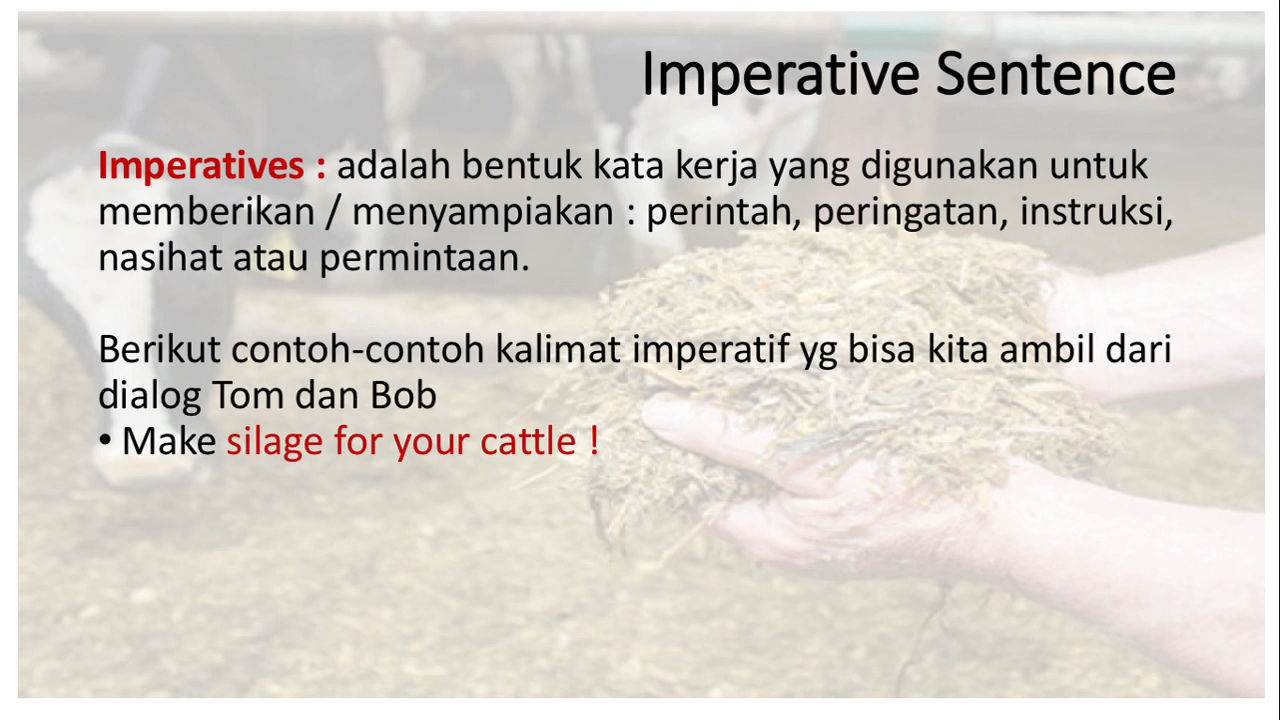 Imperative Sentence
Imperatives : adalah bentuk kata kerja yang digunakan untuk
memberikan / menyampiakan : perintah, peringatan, instruksi,
nasihat atau permintaan.
Berikut contoh-contoh kalimat imperatif yg bisa kita ambil dari
dialog Tom dan Bob
• Make silage for your cattle !